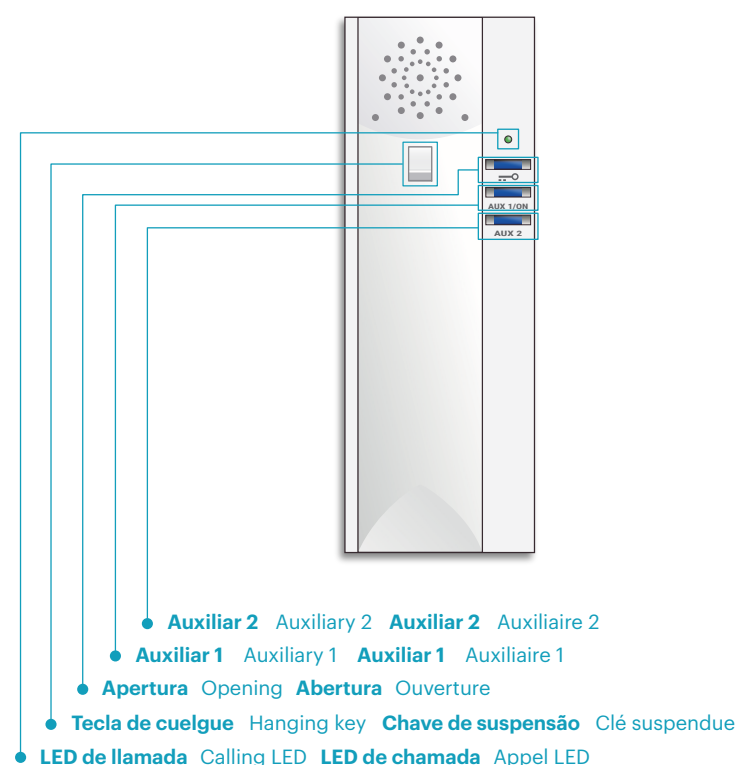 AUX 1/ON
AUX 2
Auxiliar 2 Auxiliary 2 Auxiliar 2 Auxiliaire 2
Auxiliar 1 Auxiliary 1 Auxiliar 1 Auxiliaire 1
Apertura Opening Abertura Ouverture
Tecla de cuelgue Hanging key Chave de suspensão Clé suspendue
LED de llamada Calling LED LED de chamada Appel LED